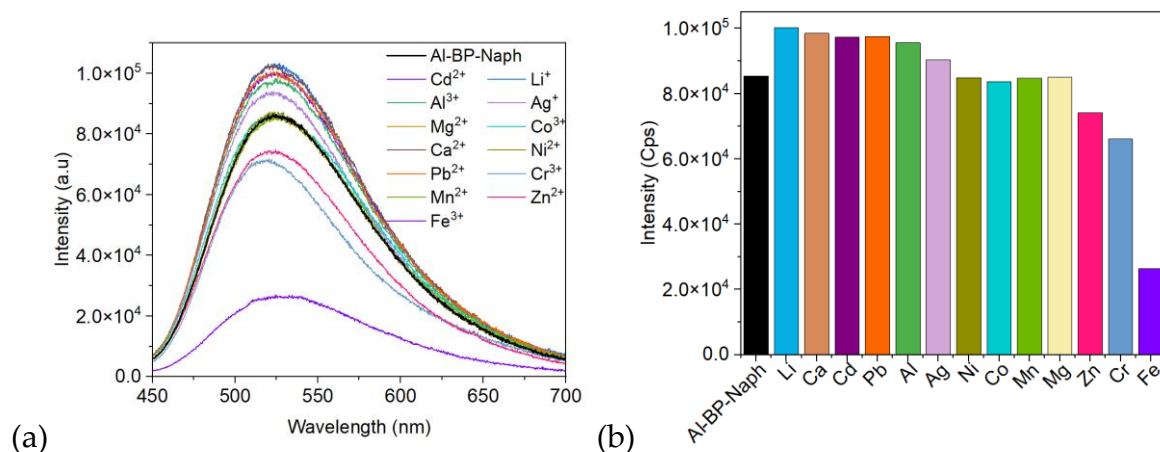 1.0×10⁵
8.0×10⁴
6.0×10⁴
4.0×10⁴
2.0×10⁴
0.0
Intensity (a.u)
450 500 550 600 650 700
Wavelength (nm)
Al-BP-Naph
Cd²⁺ Li⁺
Al³⁺ Ag⁺
Mg²⁺ Co³⁺
Ca²⁺ Ni²⁺
Pb²⁺ Cr³⁺
Mn²⁺ Zn²⁺
Fe³⁺
(a)
1.0×10⁵
8.0×10⁴
6.0×10⁴
4.0×10⁴
2.0×10⁴
0.0
Intensity (Cps)
Al-BP-Naph Li Ca Cd Pb Al Ag Ni Co Mn Mg Zn Cr Fe
(b)